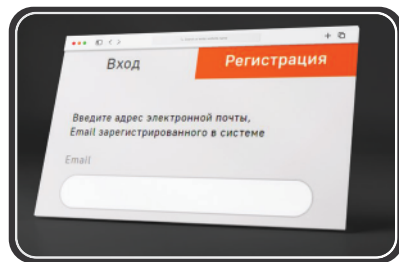 Вход
Регистрация
Введите адрес электронной почты,
Email зарегистрированного в системе
Email